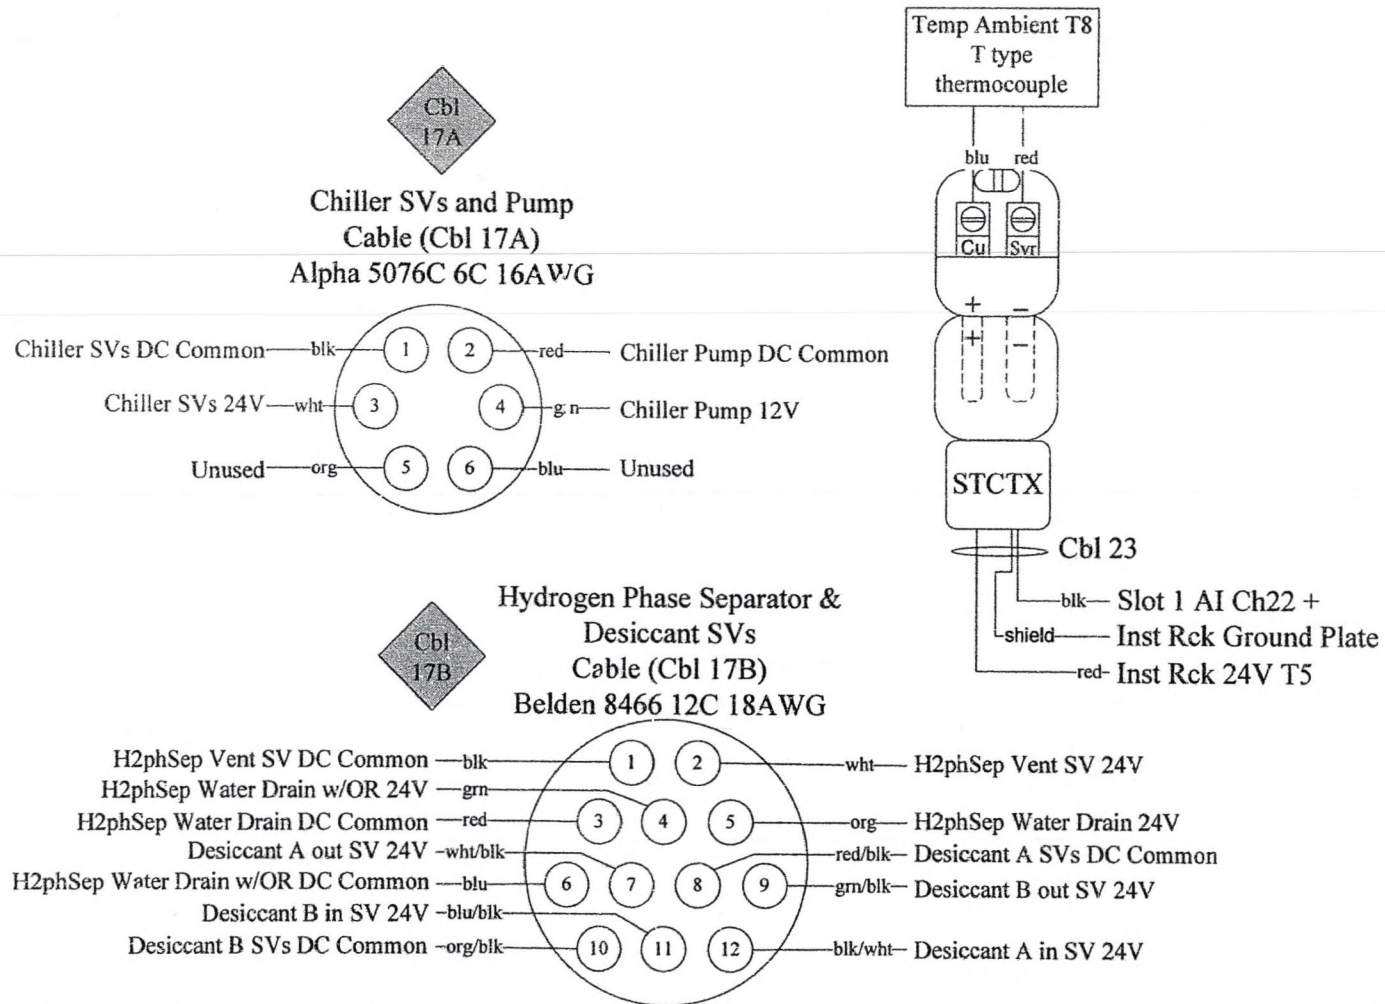 Temp Ambient T8
T type
thermocouple
blu red
Cu Syr
+ −
+ −
STCTX
Cbl 23
blk Slot 1 AI Ch22 +
shield Inst Rck Ground Plate
red Inst Rck 24V T5
Cbl
17A
Chiller SVs and Pump
Cable (Cbl 17A)
Alpha 5076C 6C 16AWG
Chiller SVs DC Common blk 1 2 red Chiller Pump DC Common
Chiller SVs 24V wht 3 4 grn Chiller Pump 12V
Unused org 5 6 blu Unused
Cbl
17B
Hydrogen Phase Separator &
Desiccant SVs
Cable (Cbl 17B)
Belden 8466 12C 18AWG
H2phSep Vent SV DC Common blk 1 2 wht H2phSep Vent SV 24V
H2phSep Water Drain w/OR 24V grn
H2phSep Water Drain DC Common red 3 4 5 org H2phSep Water Drain 24V
Desiccant A out SV 24V wht/blk red/blk Desiccant A SVs DC Common
H2phSep Water Drain w/OR DC Common blu 6 7 8 9 grn/blk Desiccant B out SV 24V
Desiccant B in SV 24V blu/blk
Desiccant B SVs DC Common org/blk 10 11 12 blk/wht Desiccant A in SV 24V